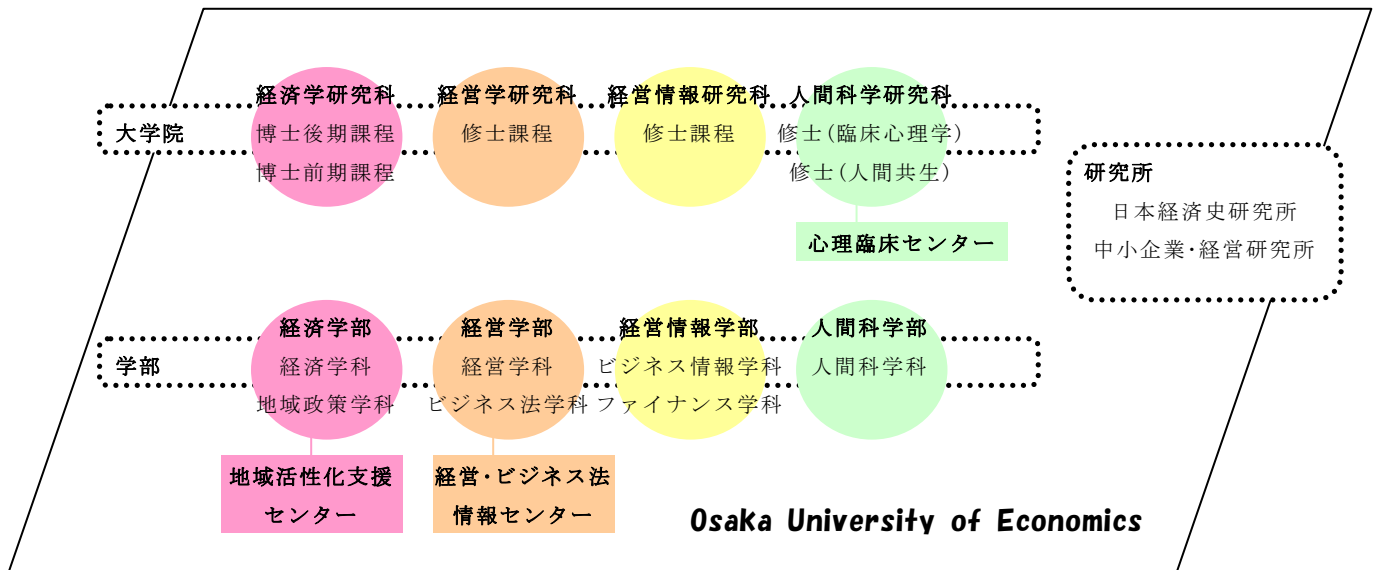 大学院
経済学研究科
博士後期課程
博士前期課程
経営学研究科
修士課程
経営情報研究科
修士課程
人間科学研究科
修士(臨床心理学)
修士(人間共生)
心理臨床センター
研究所
日本経済史研究所
中小企業・経営研究所
学部
経済学部
経済学科
地域政策学科
経営学部
経営学科
ビジネス法学科
経営情報学部
ビジネス情報学科
ファイナンス学科
人間科学部
人間科学科
地域活性化支援
センター
経営・ビジネス法
情報センター
Osaka University of Economics